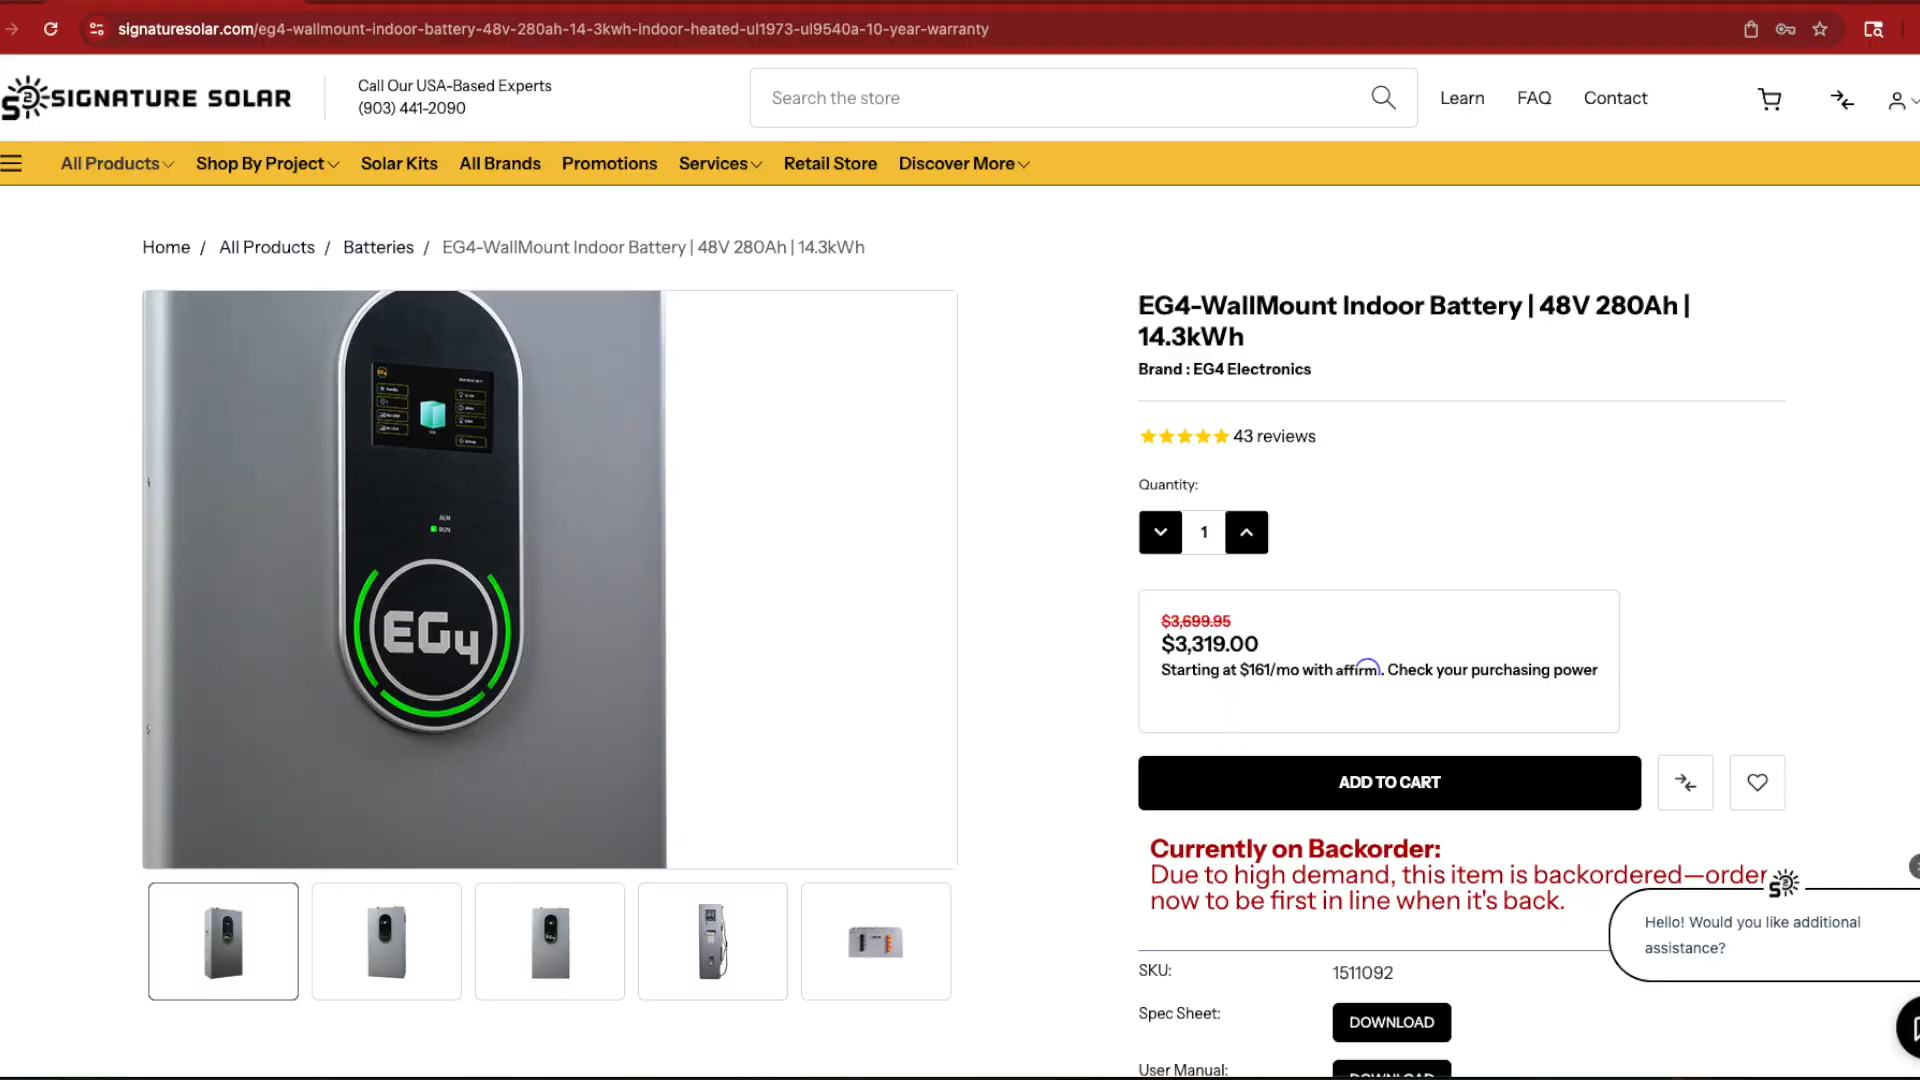 signaturesolar.com/eg4-wallmount-indoor-battery-48v-280ah-14-3kwh-indoor-heated-ul1973-ul9540a-10-year-warranty
SIGNATURE SOLAR
Call Our USA-Based Experts
(903) 441-2090
Search the store
Learn
FAQ
Contact
All Products
Shop By Project
Solar Kits
All Brands
Promotions
Services
Retail Store
Discover More
Home / All Products / Batteries / EG4-WallMount Indoor Battery | 48V 280Ah | 14.3kWh
EG4
RUN
EG4-WallMount Indoor Battery | 48V 280Ah |
14.3kWh
Brand : EG4 Electronics
43 reviews
Quantity:
1
$3,699.95
$3,319.00
Starting at $161/mo with affirm. Check your purchasing power
ADD TO CART
Currently on Backorder:
Due to high demand, this item is backordered—order
now to be first in line when it's back.
Hello! Would you like additional
assistance?
SKU:
1511092
Spec Sheet:
DOWNLOAD
User Manual:
DOWNLOAD